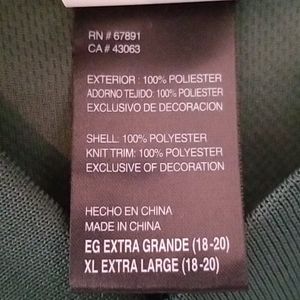 RN # 67891
CA # 43063
EXTERIOR : 100% POLIESTER
ADORNO TEJIDO: 100% POLIESTER
EXCLUSIVO DE DECORACION
SHELL: 100% POLYESTER
KNIT TRIM: 100% POLYESTER
EXCLUSIVE OF DECORATION
HECHO EN CHINA
MADE IN CHINA
EG EXTRA GRANDE (18-20)
XL EXTRA LARGE (18-20)